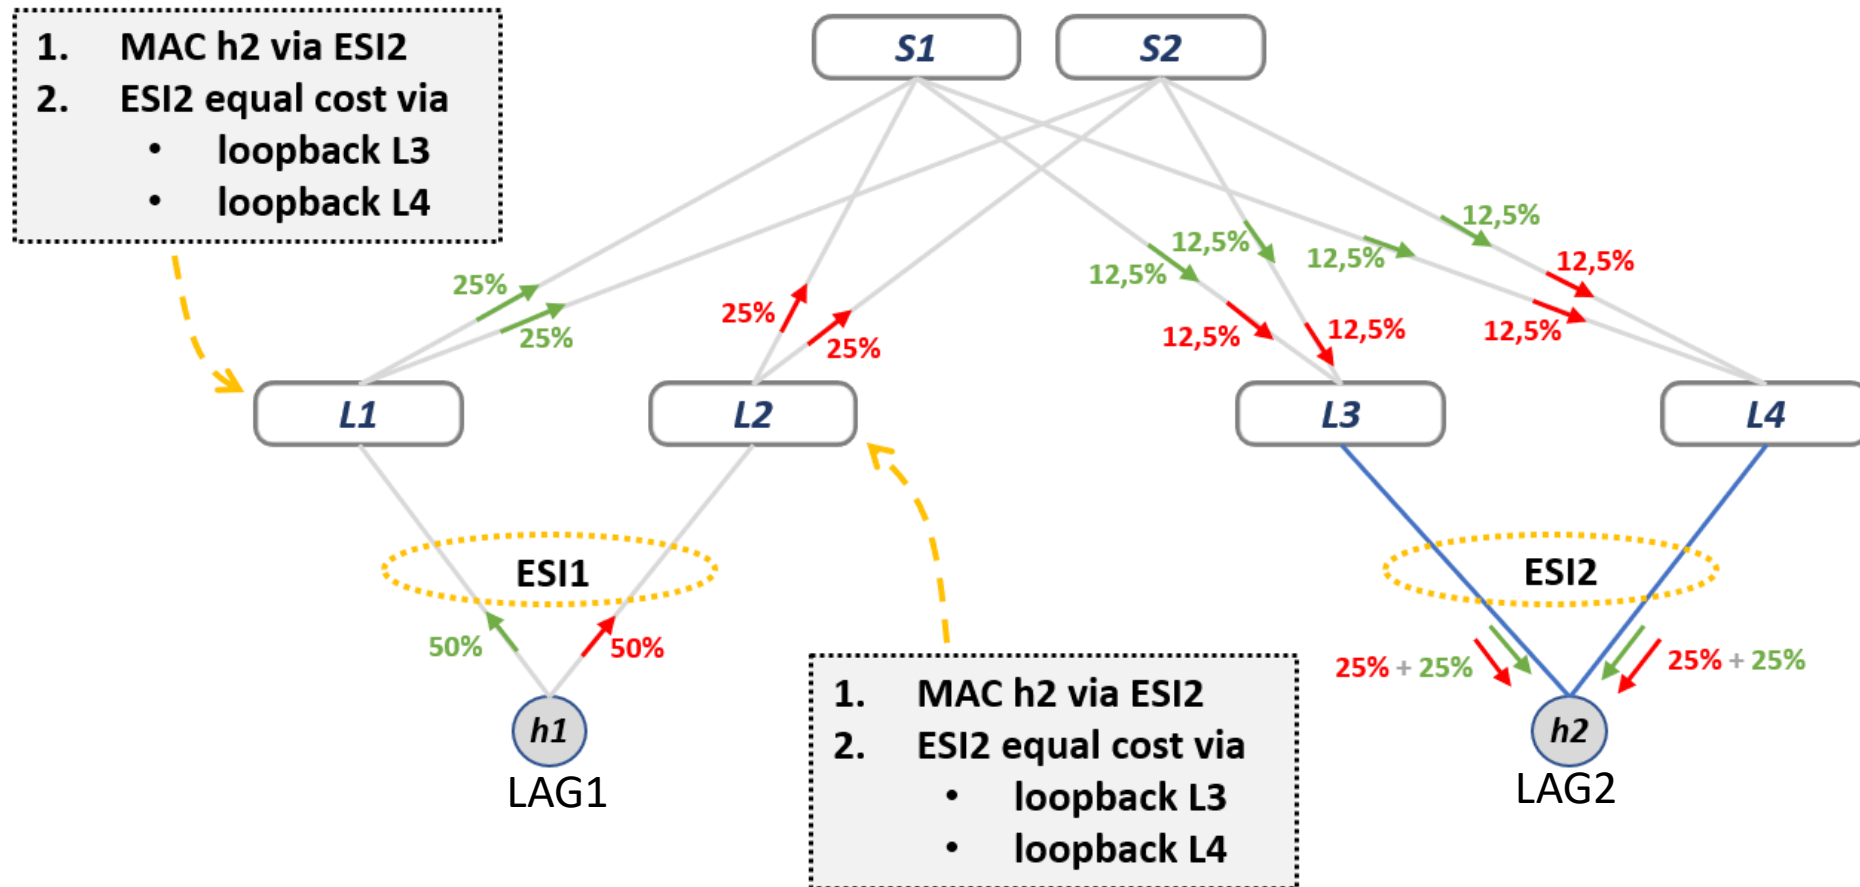 1. MAC h2 via ESI2
2. ESI2 equal cost via
• loopback L3
• loopback L4
S1
S2
12,5%
12,5%
12,5%
12,5%
12,5%
25%
25%
25%
25%
12,5%
12,5%
12,5%
L1
L2
L3
L4
ESI1
ESI2
50%
50%
25% + 25%
25% + 25%
h1
LAG1
h2
LAG2
1. MAC h2 via ESI2
2. ESI2 equal cost via
• loopback L3
• loopback L4